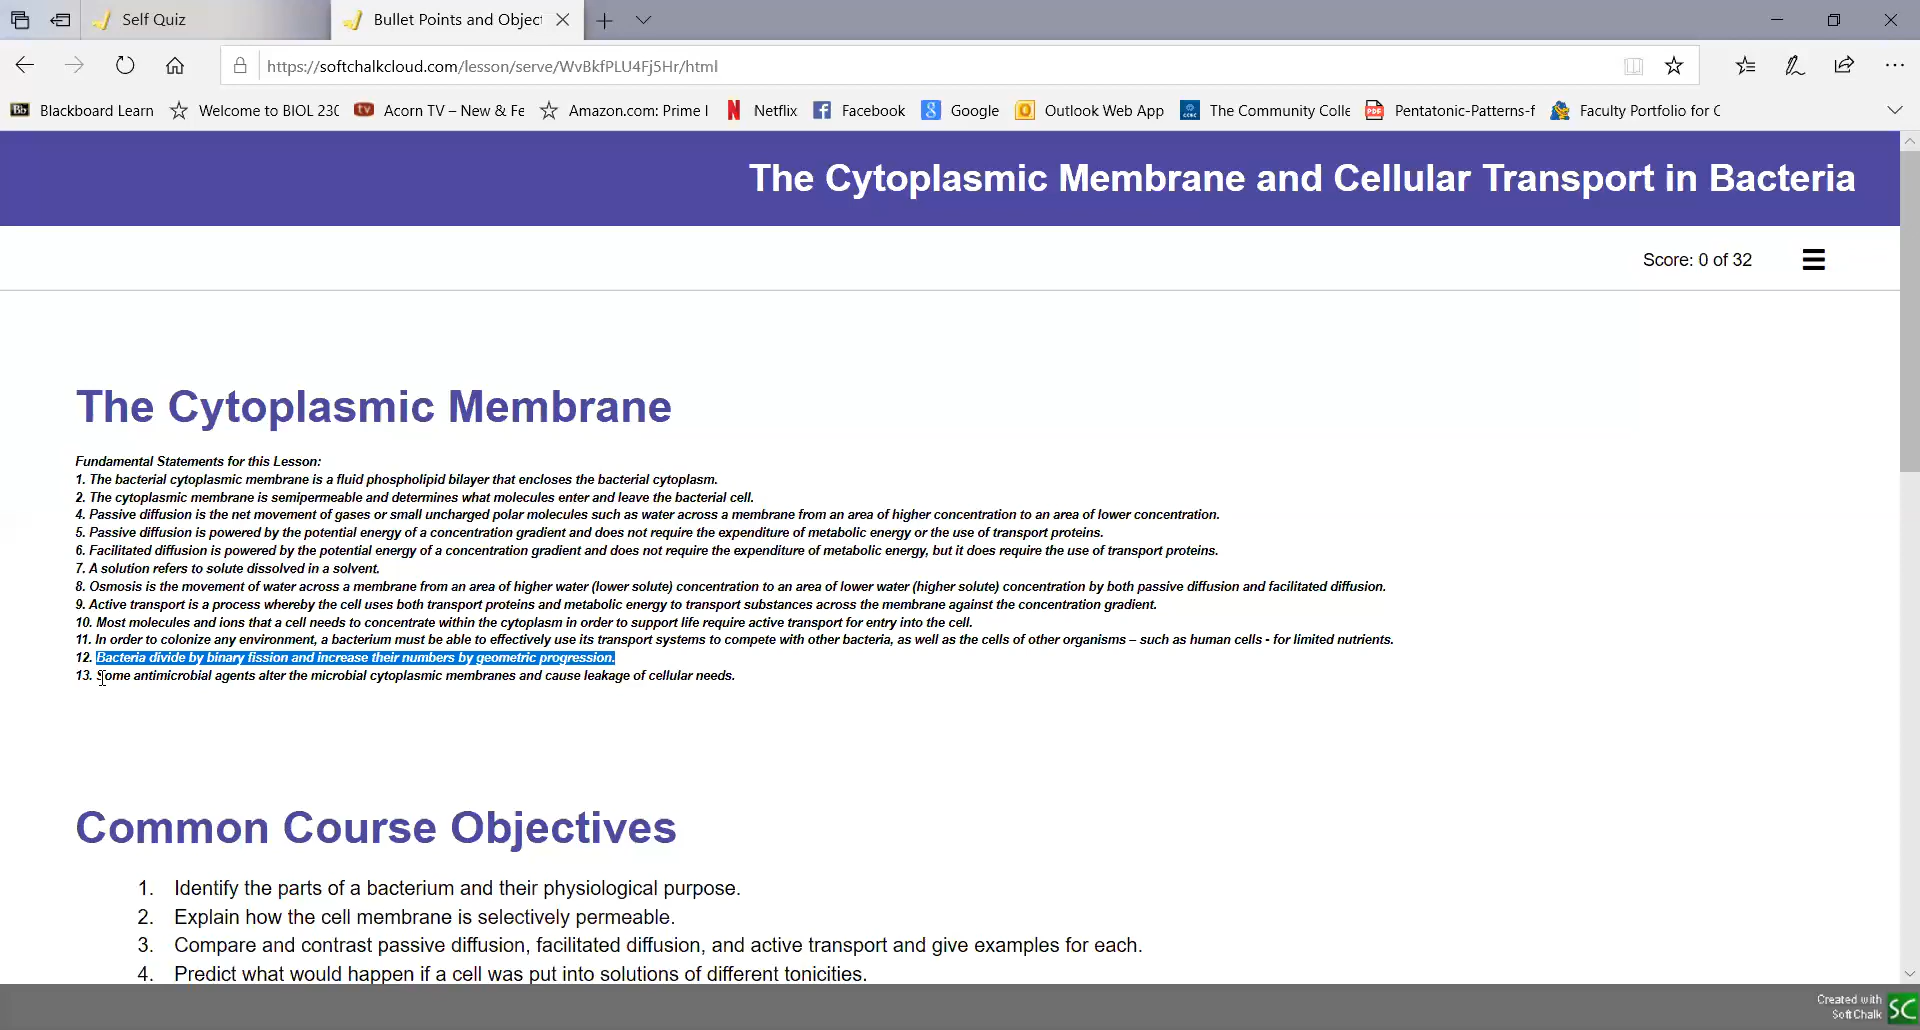 Self Quiz
Bullet Points and Object
https://softchalkcloud.com/lesson/serve/WvBkfPLU4Fj5Hr/html
Blackboard Learn Welcome to BIOL 230 Acorn TV – New & Fe Amazon.com: Prime I Netflix Facebook Google Outlook Web App The Community Colle Pentatonic-Patterns-f Faculty Portfolio for C
The Cytoplasmic Membrane and Cellular Transport in Bacteria
Score: 0 of 32
The Cytoplasmic Membrane
Fundamental Statements for this Lesson:
1. The bacterial cytoplasmic membrane is a fluid phospholipid bilayer that encloses the bacterial cytoplasm.
2. The cytoplasmic membrane is semipermeable and determines what molecules enter and leave the bacterial cell.
4. Passive diffusion is the net movement of gases or small uncharged polar molecules such as water across a membrane from an area of higher concentration to an area of lower concentration.
5. Passive diffusion is powered by the potential energy of a concentration gradient and does not require the expenditure of metabolic energy or the use of transport proteins.
6. Facilitated diffusion is powered by the potential energy of a concentration gradient and does not require the expenditure of metabolic energy, but it does require the use of transport proteins.
7. A solution refers to solute dissolved in a solvent.
8. Osmosis is the movement of water across a membrane from an area of higher water (lower solute) concentration to an area of lower water (higher solute) concentration by both passive diffusion and facilitated diffusion.
9. Active transport is a process whereby the cell uses both transport proteins and metabolic energy to transport substances across the membrane against the concentration gradient.
10. Most molecules and ions that a cell needs to concentrate within the cytoplasm in order to support life require active transport for entry into the cell.
11. In order to colonize any environment, a bacterium must be able to effectively use its transport systems to compete with other bacteria, as well as the cells of other organisms – such as human cells - for limited nutrients.
12. Bacteria divide by binary fission and increase their numbers by geometric progression.
13. Some antimicrobial agents alter the microbial cytoplasmic membranes and cause leakage of cellular needs.
Common Course Objectives
1. Identify the parts of a bacterium and their physiological purpose.
2. Explain how the cell membrane is selectively permeable.
3. Compare and contrast passive diffusion, facilitated diffusion, and active transport and give examples for each.
4. Predict what would happen if a cell was put into solutions of different tonicities.
Created with
SoftChalk
SC